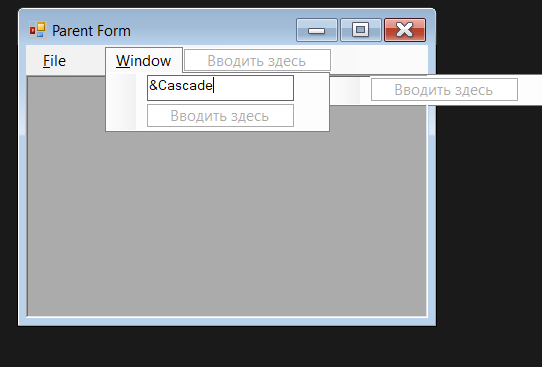 Parent Form
File Window Вводить здесь
&Cascade Вводить здесь
Вводить здесь